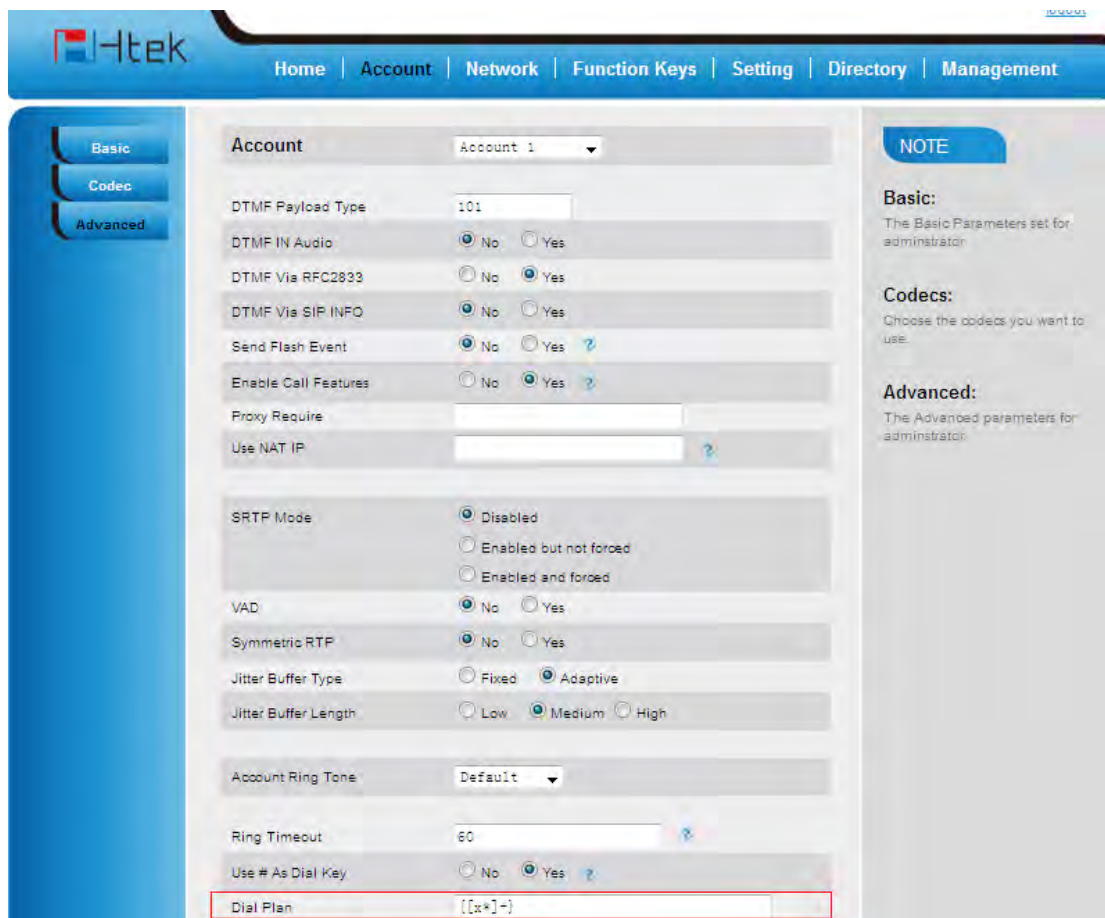 logout
Htek
Home | Account | Network | Function Keys | Setting | Directory | Management
Basic
Codec
Advanced
Account Account 1
DTMF Payload Type 101
DTMF IN Audio No Yes
DTMF Via RFC2833 No Yes
DTMF Via SIP INFO No Yes
Send Flash Event No Yes ?
Enable Call Features No Yes ?
Proxy Require
Use NAT IP ?
SRTP Mode Disabled
Enabled but not forced
Enabled and forced
VAD No Yes
Symmetric RTP No Yes
Jitter Buffer Type Fixed Adaptive
Jitter Buffer Length Low Medium High
Account Ring Tone Default
Ring Timeout 60 ?
Use # As Dial Key No Yes ?
Dial Plan {[x*]+}
NOTE
Basic:
The Basic Parameters set for
adminstrator
Codecs:
Choose the codecs you want to
use.
Advanced:
The Advanced parameters for
adminstrator